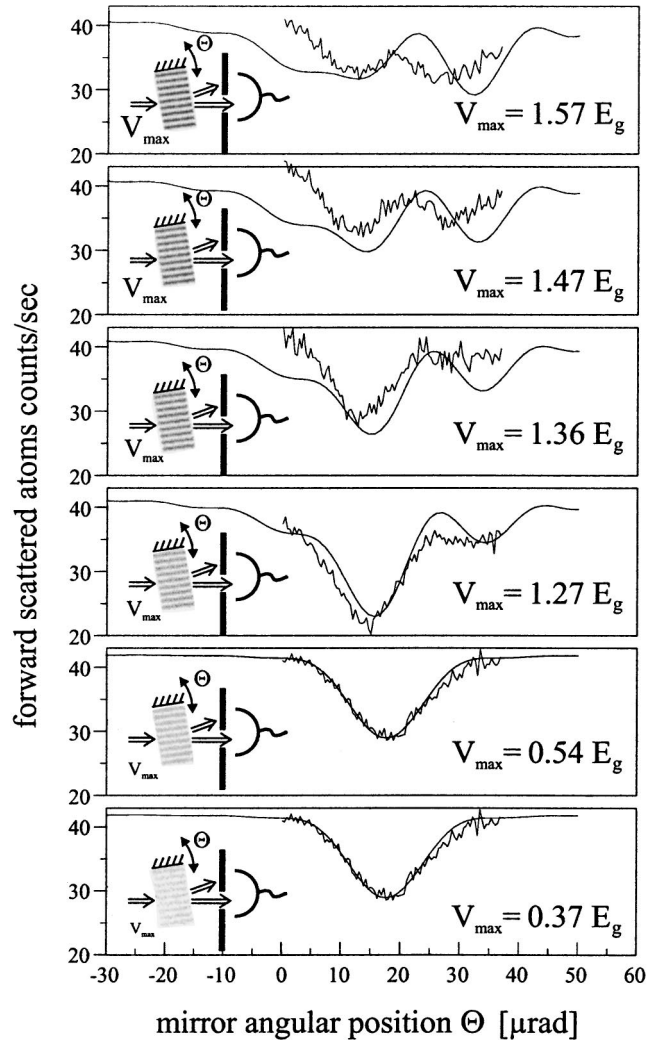 forward scattered atoms counts/sec
40
30
20
Θ
V_max
V_max = 1.57 E_g
40
30
20
Θ
V_max
V_max = 1.47 E_g
40
30
20
Θ
V_max
V_max = 1.36 E_g
40
30
20
Θ
V_max
V_max = 1.27 E_g
40
30
20
Θ
V_max
V_max = 0.54 E_g
40
30
20
Θ
V_max
V_max = 0.37 E_g
-30 -20 -10 0 10 20 30 40 50 60
mirror angular position Θ [μrad]